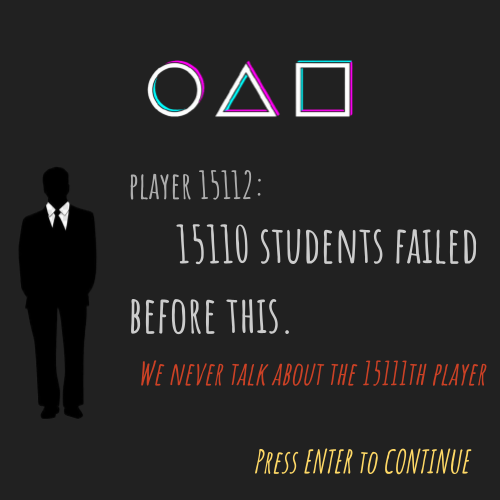 PLAYER 15112:
15110 STUDENTS FAILED
BEFORE THIS.
WE NEVER TALK ABOUT THE 15111TH PLAYER
PRESS ENTER TO CONTINUE